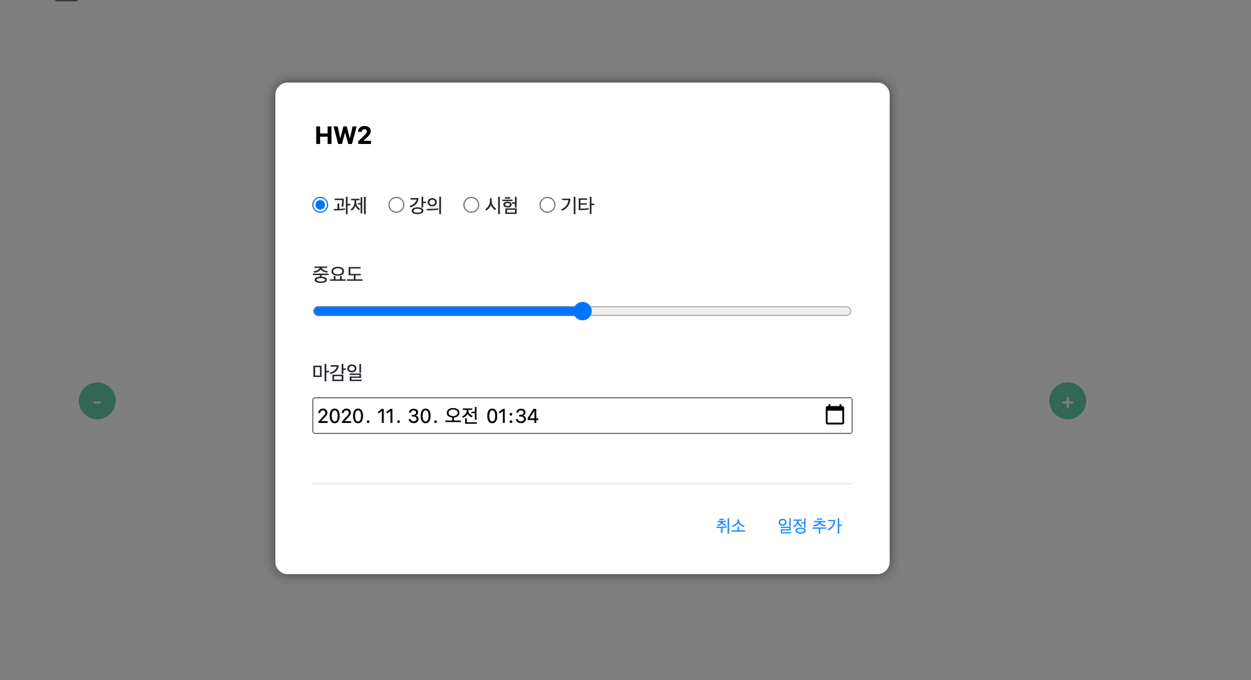 HW2
과제 강의 시험 기타
중요도
마감일
2020. 11. 30. 오전 01:34
- +
취소 일정 추가